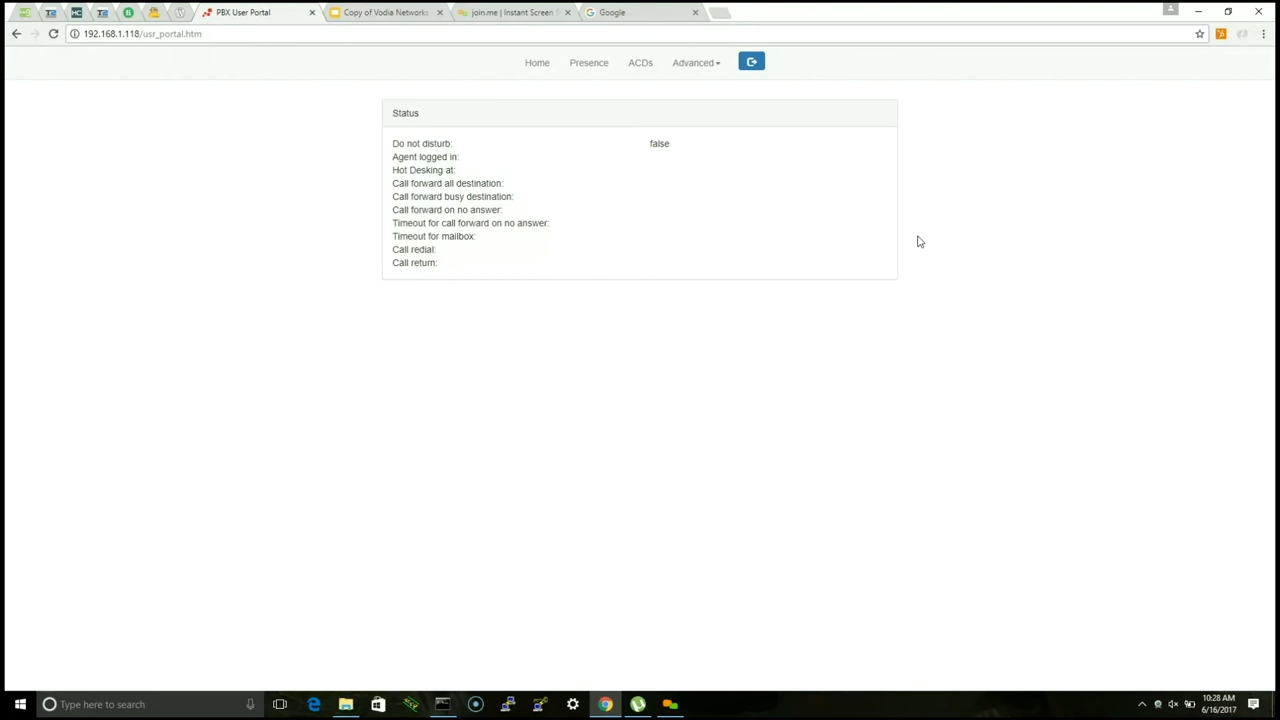 PBX User Portal
Copy of Vodia Networks
join.me | Instant Screen S
Google
192.168.1.118/usr_portal.htm
Home Presence ACDs Advanced
Status
Do not disturb: false
Agent logged in:
Hot Desking at:
Call forward all destination:
Call forward busy destination:
Call forward on no answer:
Timeout for call forward on no answer:
Timeout for mailbox:
Call redial:
Call return:
Type here to search
10:28 AM
6/16/2017